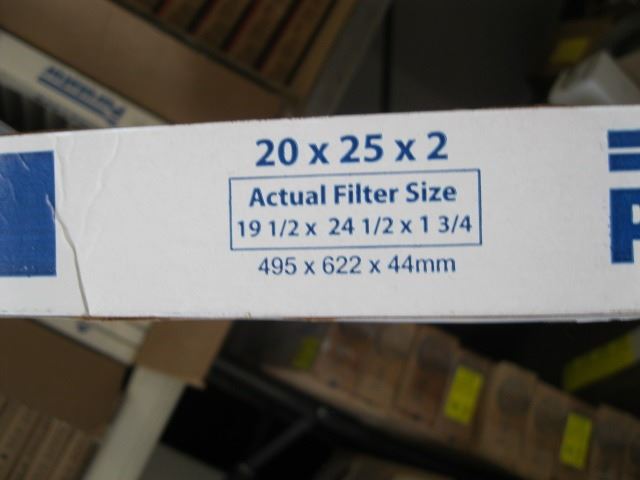 20 x 25 x 2
Actual Filter Size
19 1/2 x 24 1/2 x 1 3/4
495 x 622 x 44mm